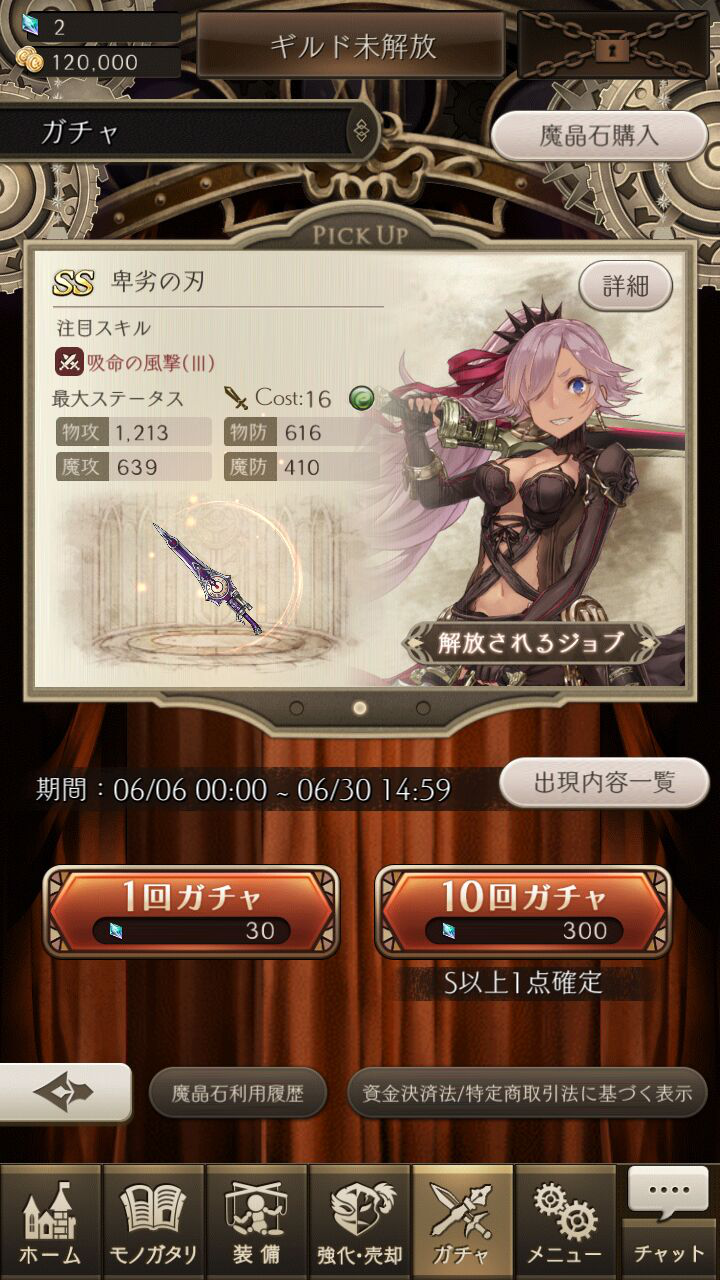 2
120,000
ギルド未解放
ガチャ
魔晶石購入
PICK UP
SS 卑劣の刃
詳細
注目スキル
吸命の風撃(III)
最大ステータス Cost:16
物攻 1,213 物防 616
魔攻 639 魔防 410
解放されるジョブ
期間：06/06 00:00 ~ 06/30 14:59
出現内容一覧
1回ガチャ
30
10回ガチャ
300
S以上1点確定
魔晶石利用履歴
資金決済法/特定商取引法に基づく表示
ホーム
モノガタリ
装備
強化・売却
ガチャ
メニュー
チャット